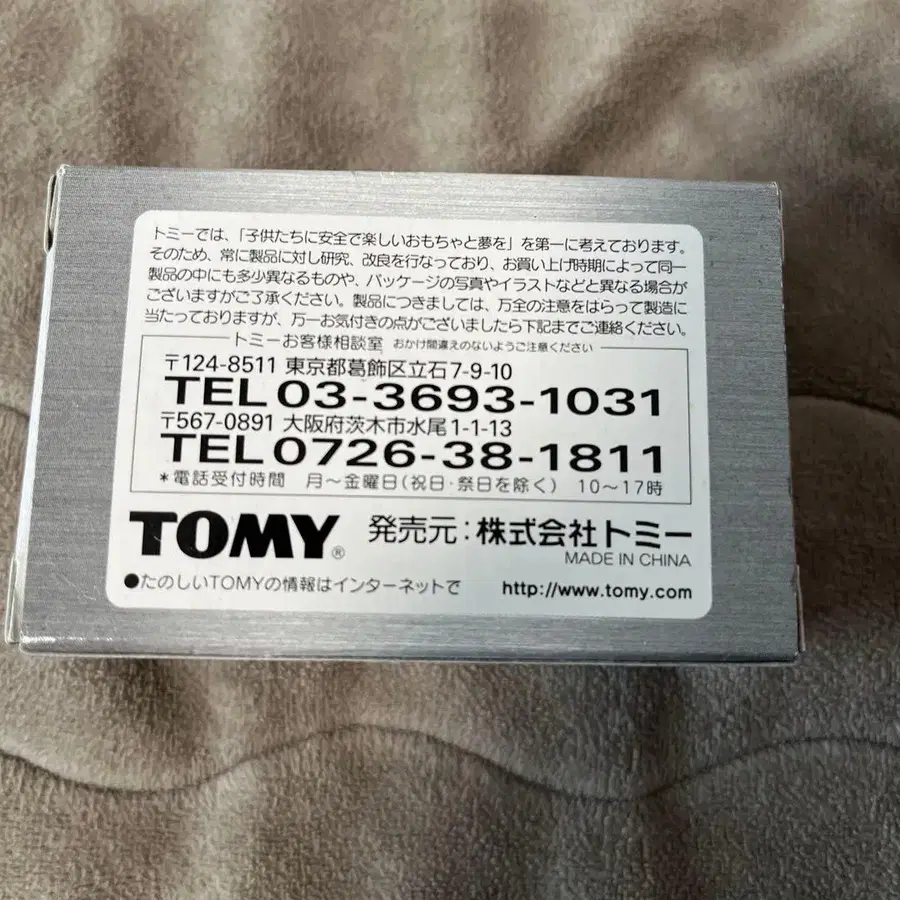 トミーでは、「子供たちに安全で楽しいおもちゃと夢を」を第一に考えております。
そのため、常に製品に対し研究、改良を行なっており、お買い上げ時期によって同一
製品の中にも多少異なるものや、パッケージの写真やイラストなどと異なる場合が
ございますがご了承ください。製品につきましては、万全の注意をはらって製造に
当たっておりますが、万一お気付きの点がございましたら下記までご連絡ください。
トミーお客様相談室 おかけ間違えのないようご注意ください
〒124-8511 東京都葛飾区立石7-9-10
TEL03-3693-1031
〒567-0891 大阪府茨木市水尾1-1-13
TEL0726-38-1811
*電話受付時間 月～金曜日(祝日・祭日を除く) 10～17時
TOMY® 発売元:株式会社トミー
MADE IN CHINA
●たのしいTOMYの情報はインターネットで http://www.tomy.com